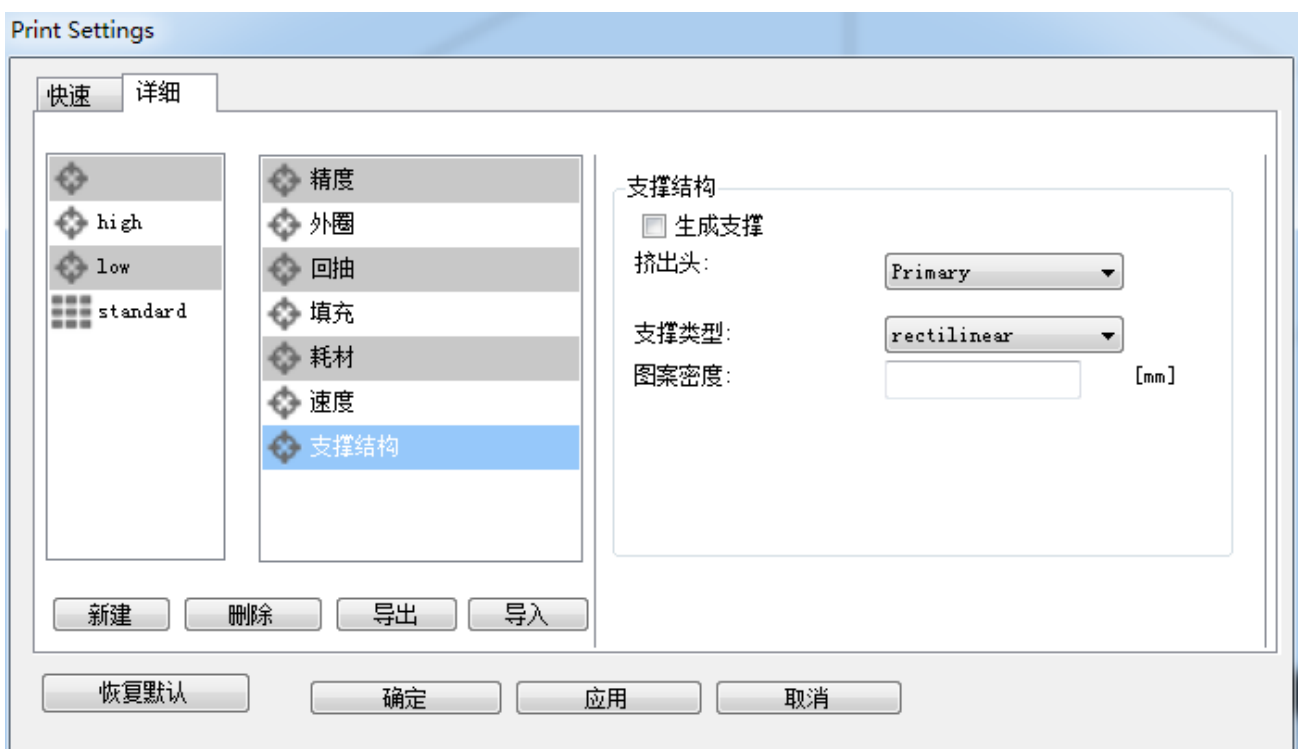 Print Settings
快速
详细
high
low
standard
精度
外圈
回抽
填充
耗材
速度
支撑结构
支撑结构
生成支撑
挤出头:
Primary
支撑类型:
rectilinear
图案密度:
[mm]
新建
删除
导出
导入
恢复默认
确定
应用
取消